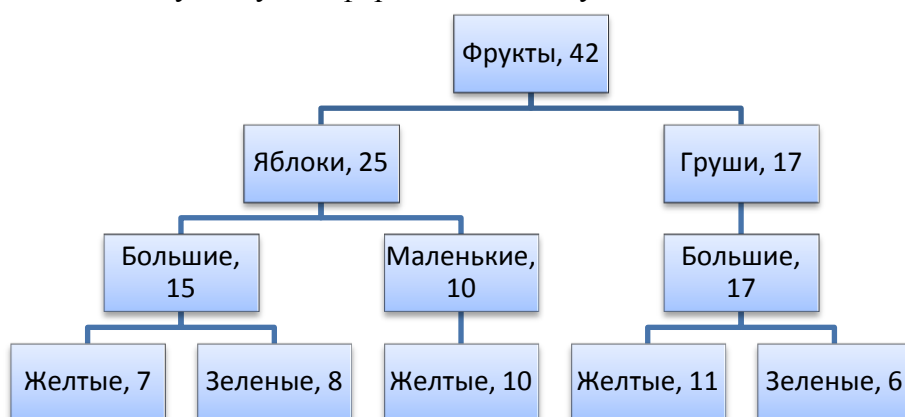 Фрукты, 42
Яблоки, 25
Груши, 17
Большие,
15
Маленькие,
10
Большие,
17
Желтые, 7
Зеленые, 8
Желтые, 10
Желтые, 11
Зеленые, 6